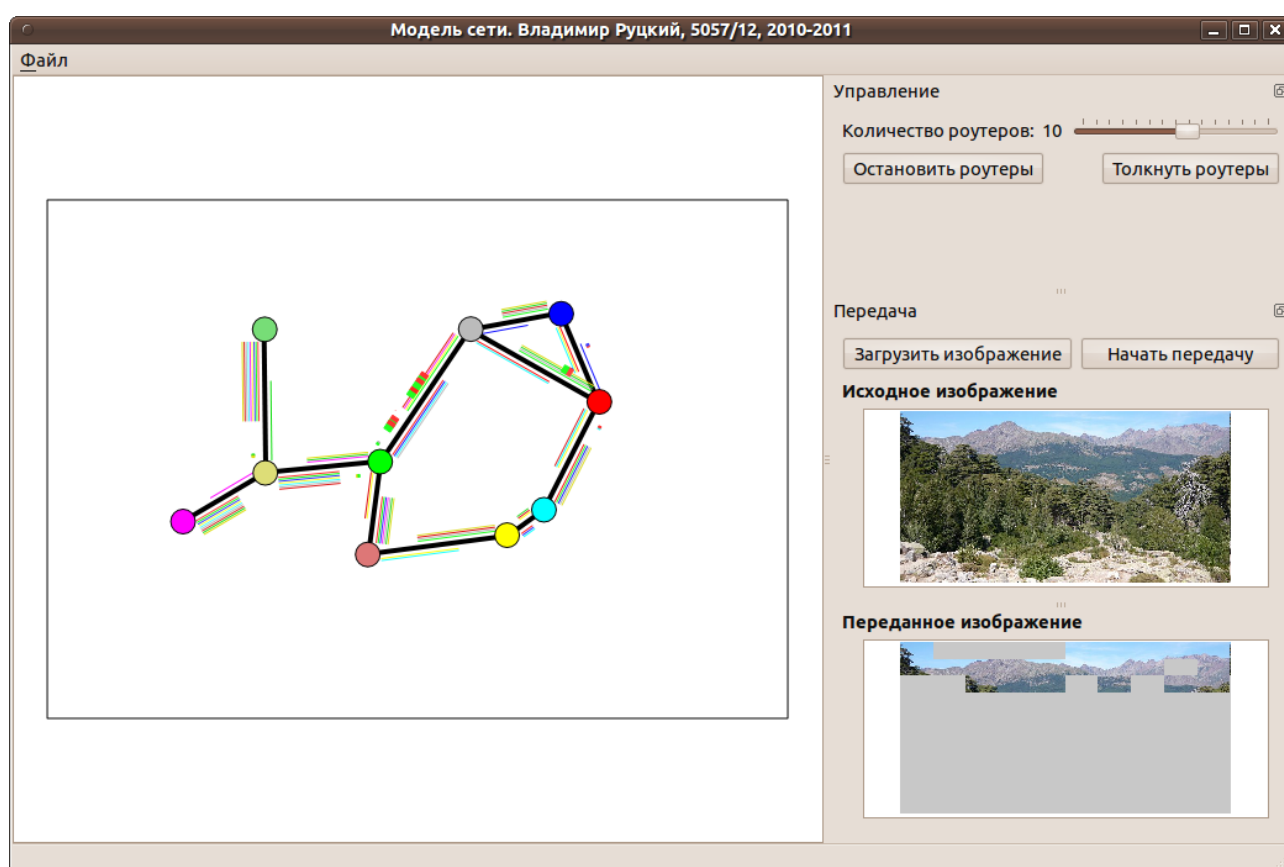 Модель сети. Владимир Руцкий, 5057/12, 2010-2011
Файл
Управление
Количество роутеров: 10
Остановить роутеры
Толкнуть роутеры
Передача
Загрузить изображение
Начать передачу
Исходное изображение
Переданное изображение